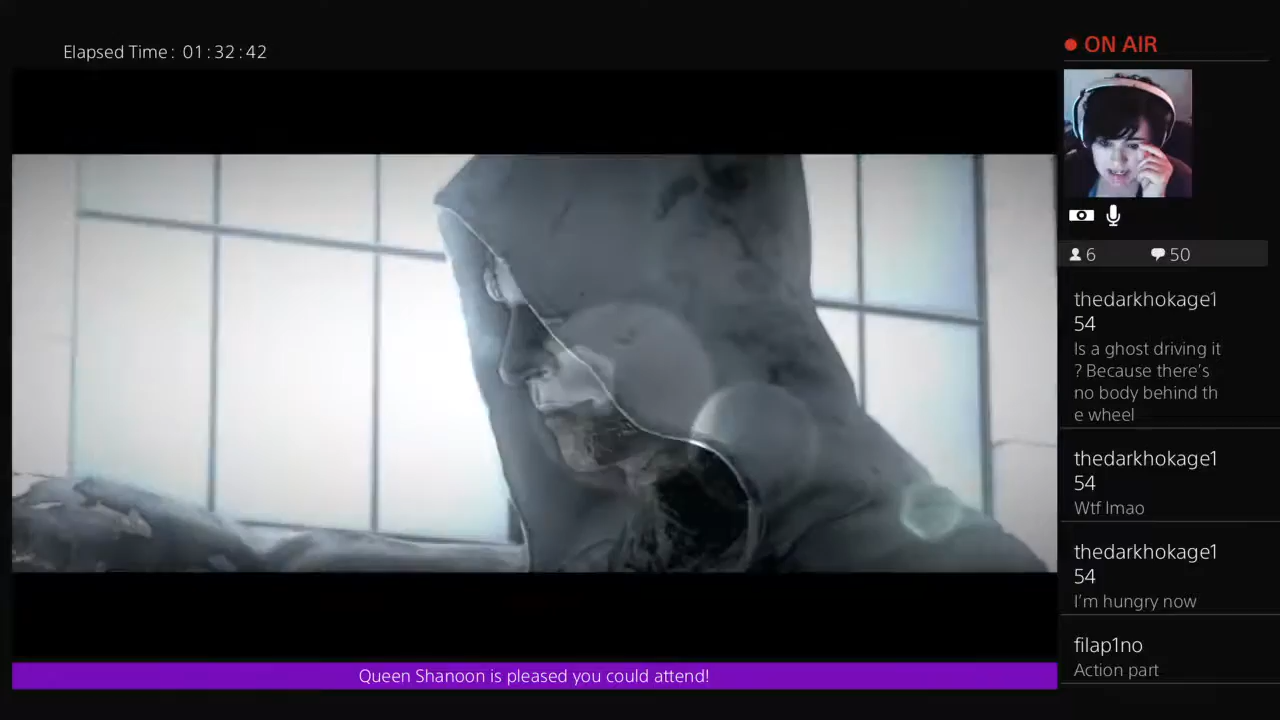 Elapsed Time: 01:32:42
ON AIR
6
50
thedarkhokage1
54
Is a ghost driving it
? Because there's
no body behind th
e wheel
thedarkhokage1
54
Wtf lmao
thedarkhokage1
54
I'm hungry now
filap1no
Action part
Queen Shanoon is pleased you could attend!